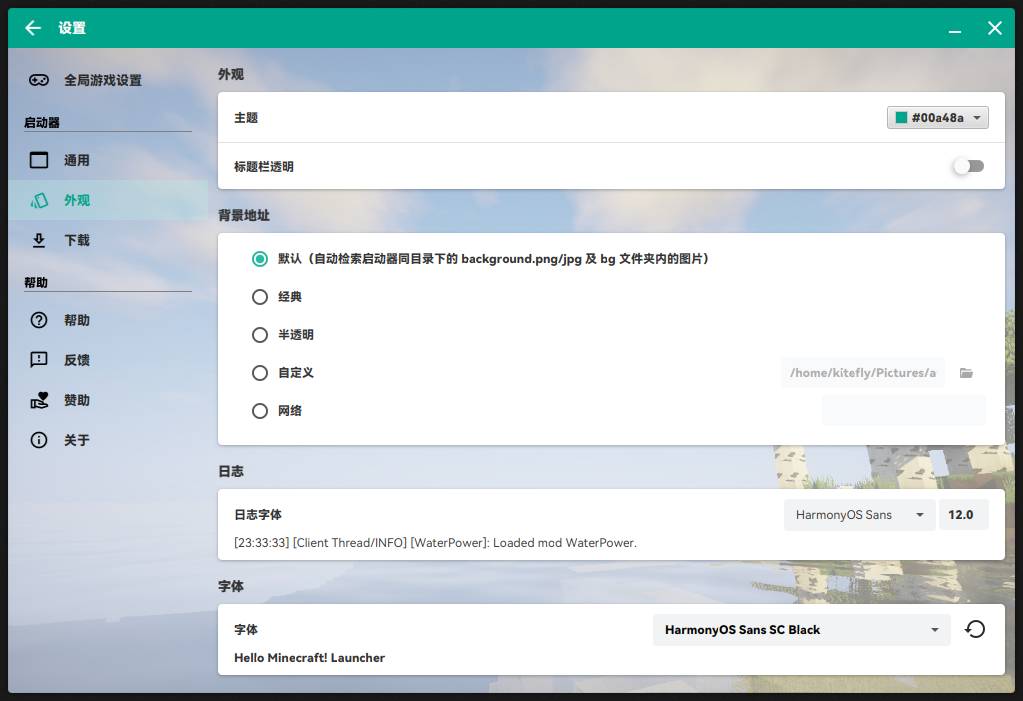 设置
全局游戏设置
启动器
通用
外观
下载
帮助
帮助
反馈
赞助
关于
外观
主题
#00a48a
标题栏透明
背景地址
默认（自动检索启动器同目录下的 background.png/jpg 及 bg 文件夹内的图片）
经典
半透明
自定义
/home/kitefly/Pictures/a
网络
日志
日志字体
HarmonyOS Sans
12.0
[23:33:33] [Client Thread/INFO] [WaterPower]: Loaded mod WaterPower.
字体
字体
HarmonyOS Sans SC Black
Hello Minecraft! Launcher